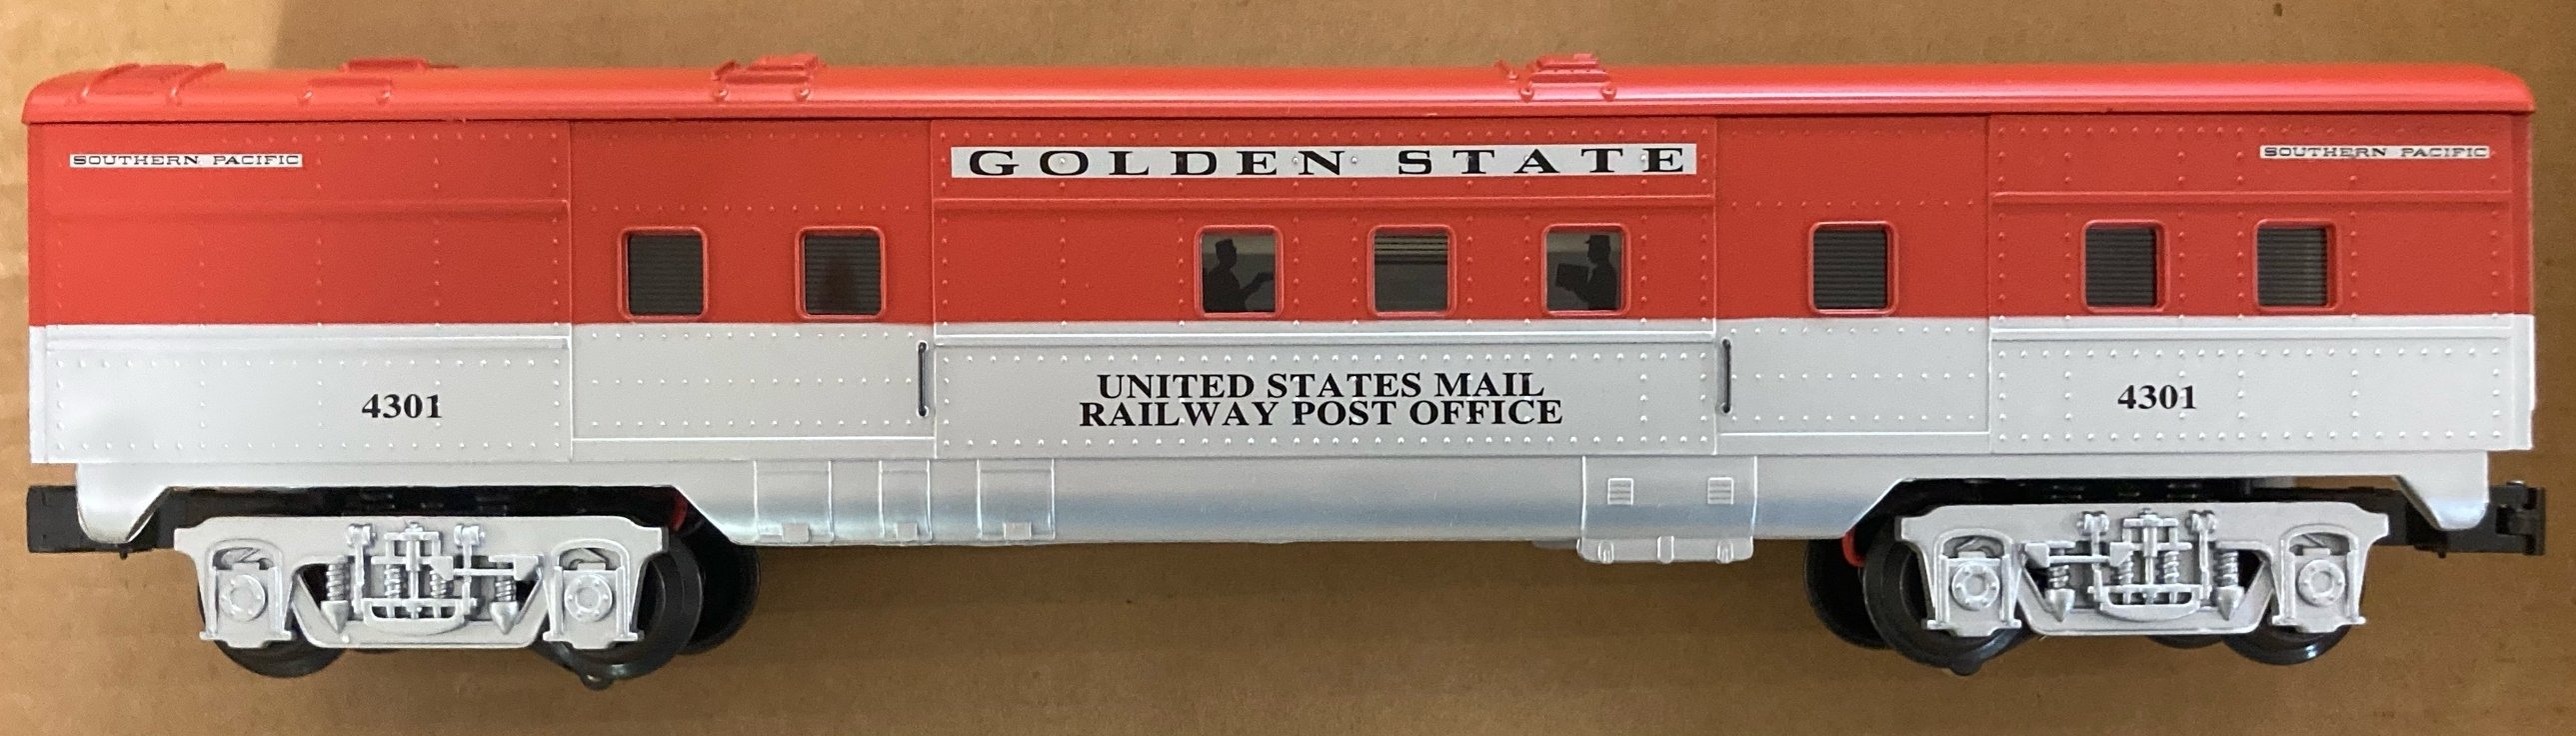 SOUTHERN PACIFIC
GOLDEN STATE
SOUTHERN PACIFIC
4301
UNITED STATES MAIL
RAILWAY POST OFFICE
4301